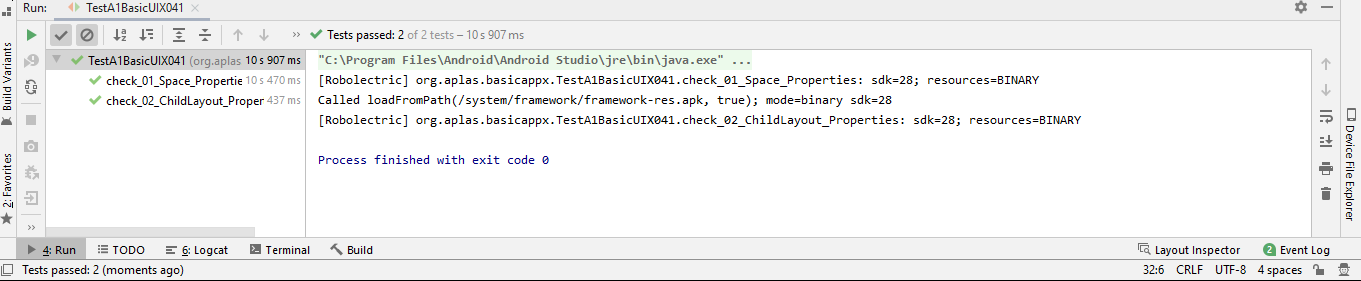 Run: TestA1BasicUIX041
Tests passed: 2 of 2 tests – 10 s 907 ms
TestA1BasicUIX041 (org.aplas 10 s 907 ms
check_01_Space_Propertie 10 s 470 ms
check_02_ChildLayout_Proper 437 ms
"C:\Program Files\Android\Android Studio\jre\bin\java.exe" ...
[Robolectric] org.aplas.basicappx.TestA1BasicUIX041.check_01_Space_Properties: sdk=28; resources=BINARY
Called loadFromPath(/system/framework/framework-res.apk, true); mode=binary sdk=28
[Robolectric] org.aplas.basicappx.TestA1BasicUIX041.check_02_ChildLayout_Properties: sdk=28; resources=BINARY
Process finished with exit code 0
Build Variants
2: Favorites
Device File Explorer
4: Run TODO 6: Logcat Terminal Build Layout Inspector 2 Event Log
Tests passed: 2 (moments ago) 32:6 CRLF UTF-8 4 spaces